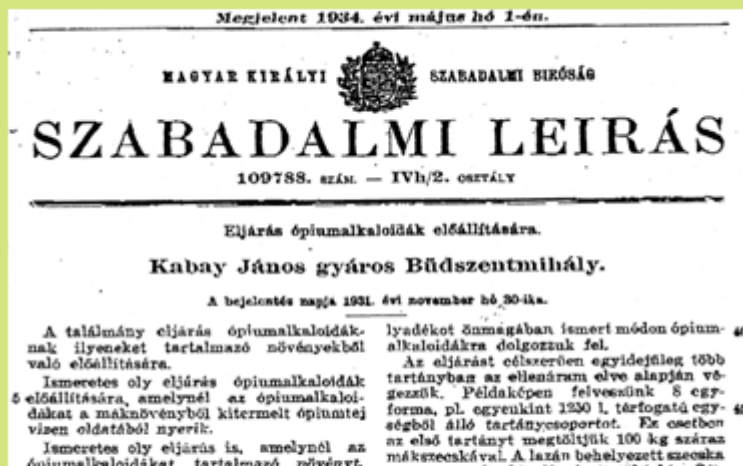 Megjelent 1934. évi május hó 1-én.
MAGYAR KIRÁLYI SZABADALMI BIRÓSÁG
SZABADALMI LEIRÁS
109788. SZÁM. — IVh/2. OSZTÁLY
Eljárás ópiumalkaloidák előállítására.
Kabay János gyáros Büdszentmihály.
A bejelentés napja 1931. évi november hó 30-ika.
A találmány eljárás ópiumalkaloidák-
nak ilyeneket tartalmazó növényekből
való előállítására.
Ismeretes oly eljárás ópiumalkaloidák
5 előállítására, amelynél az ópiumalkaloi-
dákat a máknövényből kitermelt ópiumtej
vizen oldatából nyerik.
Ismeretes oly eljárás is, amelynél az
ópiumalkaloidákat tartalmazó növényt,
lyadékot önmagában ismert módon ópium-
alkaloidákra dolgozzuk fel.
Az eljárást célszerűen egyidejűleg több
tartányban az ellenáram elve alapján vé-
gezzük. Példaképen felveszünk 8 egy-
forma, pl. egyenkint 1250 l. térfogatú egy-
ségből álló tartánycsoportot. Ez esetben
az első tartányt megtöltjük 100 kg száraz
mákszecskával. A lazán behelyezett szecska